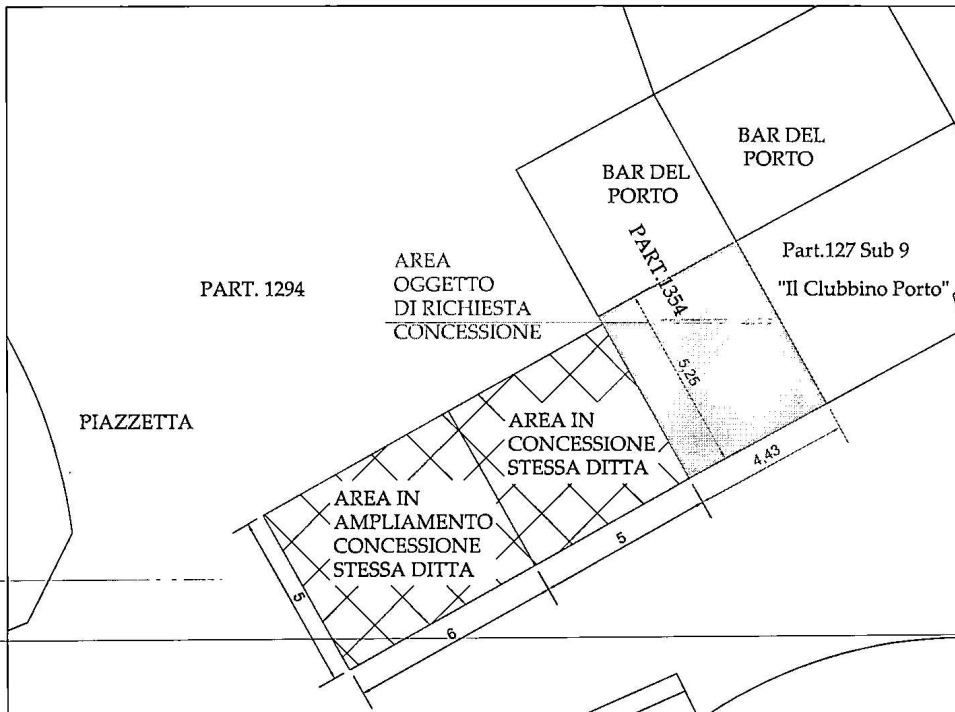 BAR DEL
PORTO
BAR DEL
PORTO
PART.1354
Part.127 Sub 9
"Il Clubbino Porto"
PART. 1294
AREA
OGGETTO
DI RICHIESTA
CONCESSIONE
5,25
PIAZZETTA
AREA IN
CONCESSIONE
STESSA DITTA
4,43
AREA IN
AMPLIAMENTO
CONCESSIONE
STESSA DITTA
5
5
6